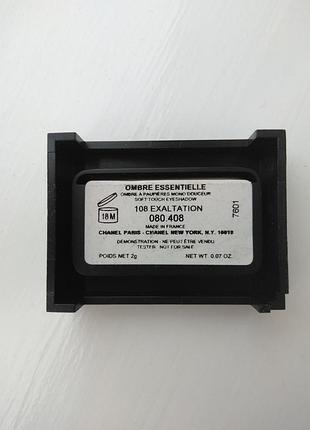 OMBRE ESSENTIELLE
OMBRE A PAUPIÈRES MONO DOUCEUR
SOFT TOUCH EYESHADOW
18 M
108 EXALTATION
080.408
7601
MADE IN FRANCE
CHANEL PARIS - CHANEL NEW YORK, N.Y. 10019
DEMONSTRATION - NE PEUT ÊTRE VENDU
TESTER - NOT FOR SALE
POIDS NET 2g
NET WT. 0.07 OZ.